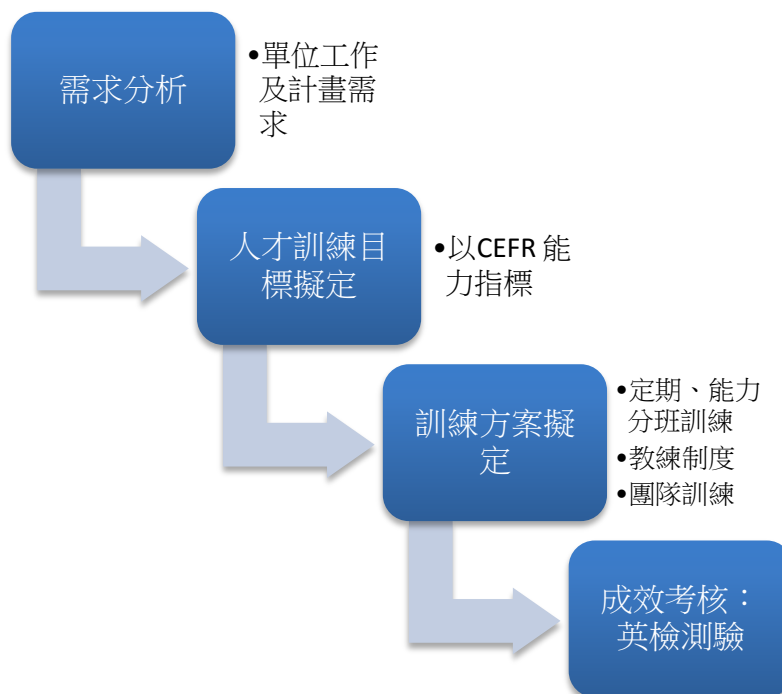 需求分析
•單位工作
及計畫需
求
人才訓練目
標擬定
•以CEFR 能
力指標
訓練方案擬
定
•定期、能力
分班訓練
•教練制度
•團隊訓練
成效考核：
英檢測驗